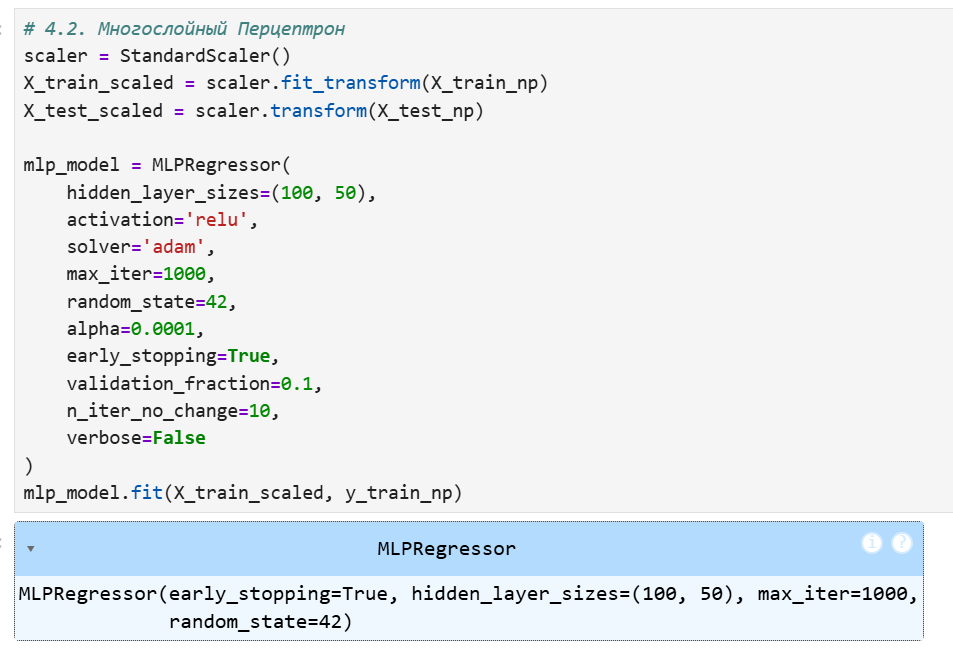 # 4.2. Многослойный Перцептрон
scaler = StandardScaler()
X_train_scaled = scaler.fit_transform(X_train_np)
X_test_scaled = scaler.transform(X_test_np)

mlp_model = MLPRegressor(
    hidden_layer_sizes=(100, 50),
    activation='relu',
    solver='adam',
    max_iter=1000,
    random_state=42,
    alpha=0.0001,
    early_stopping=True,
    validation_fraction=0.1,
    n_iter_no_change=10,
    verbose=False
)
mlp_model.fit(X_train_scaled, y_train_np)
▾ MLPRegressor i ?
MLPRegressor(early_stopping=True, hidden_layer_sizes=(100, 50), max_iter=1000,
             random_state=42)